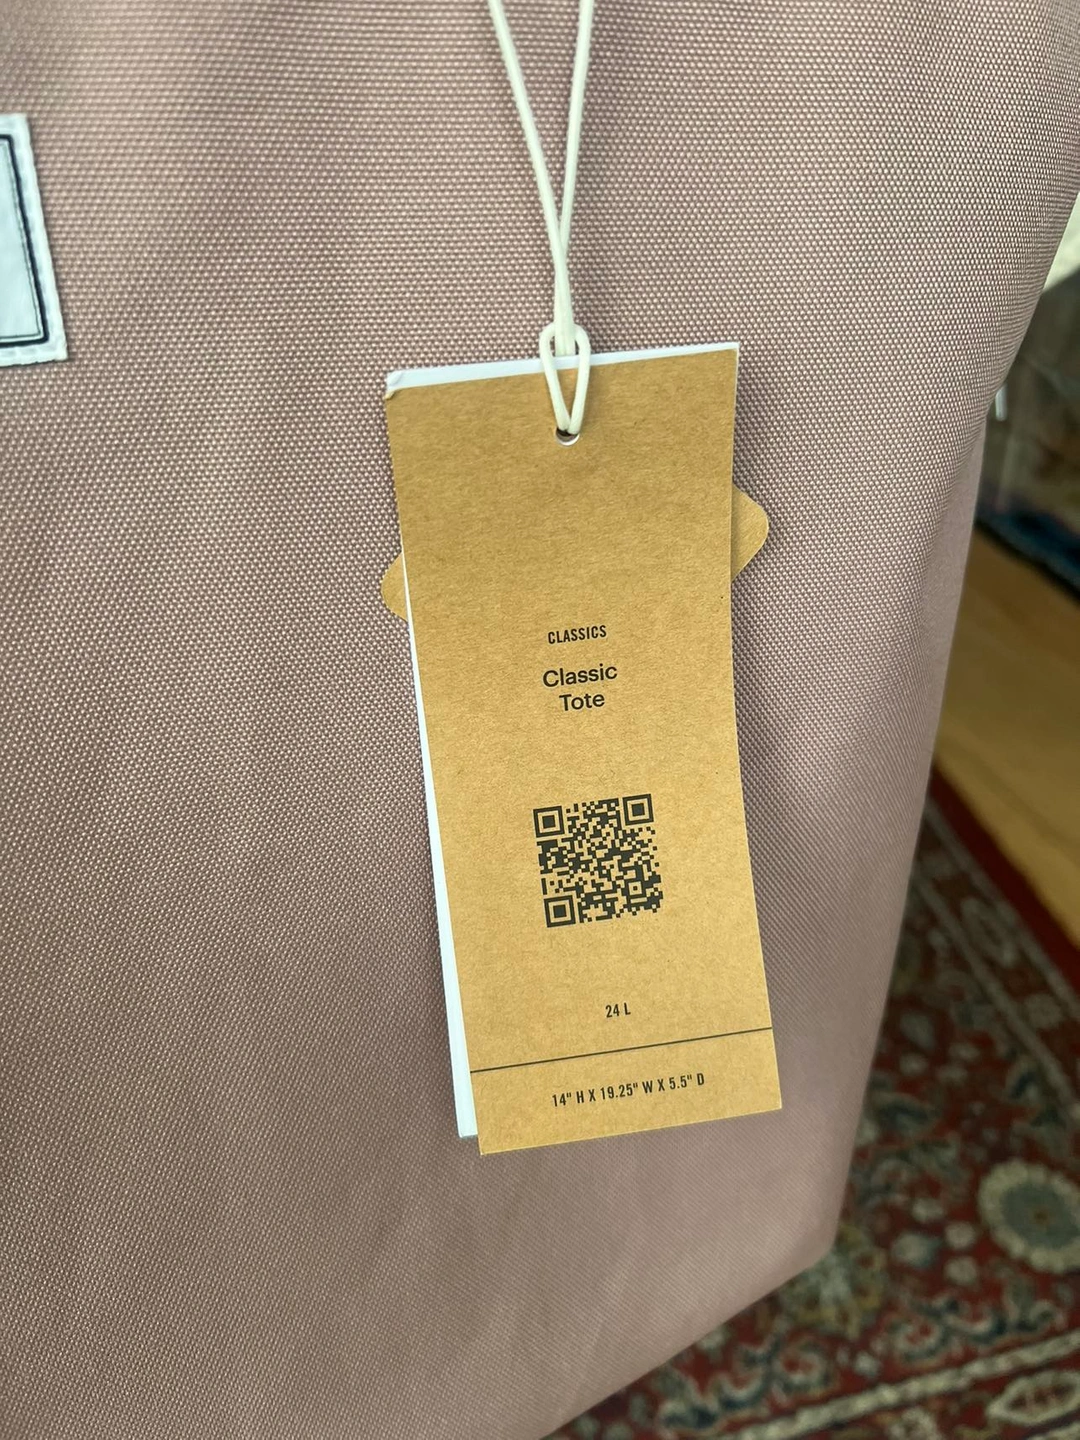 CLASSICS
Classic
Tote
24 L
14" H X 19.25" W X 5.5" D